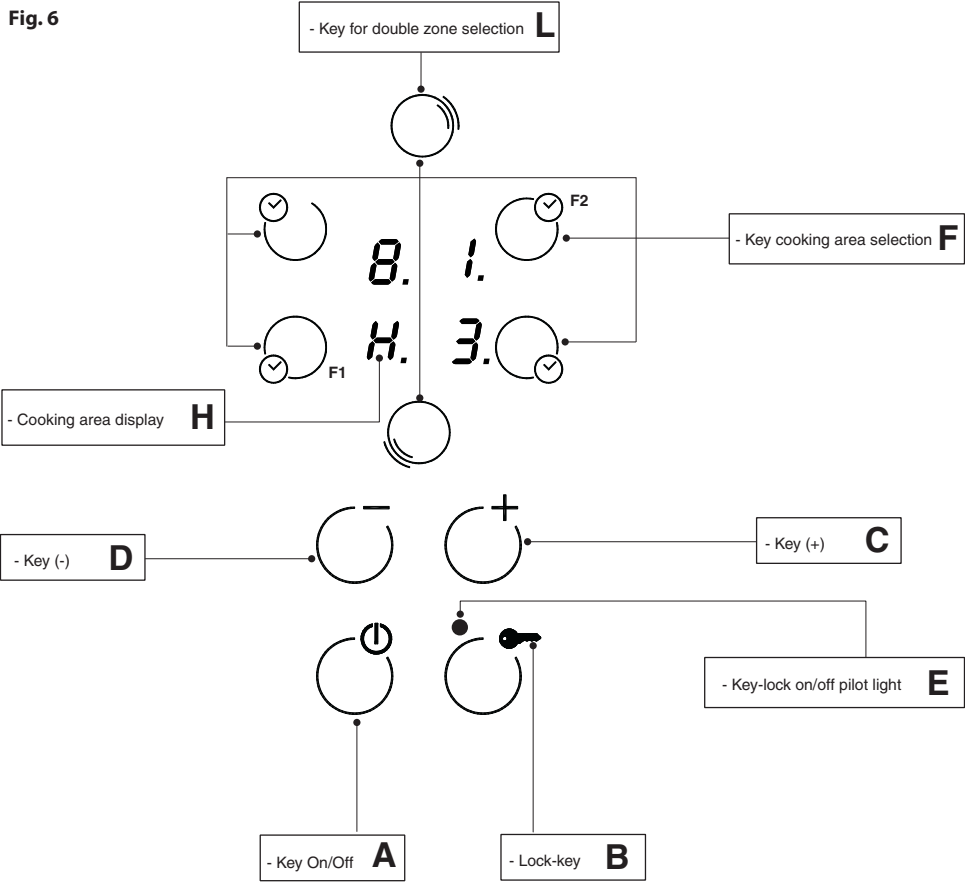 Fig. 6
- Key for double zone selection L
F2
- Key cooking area selection F
8. 1.
H. 3.
F1
- Cooking area display H
- +
- Key (-) D
- Key (+) C
- Key-lock on/off pilot light E
- Key On/Off A
- Lock-key B